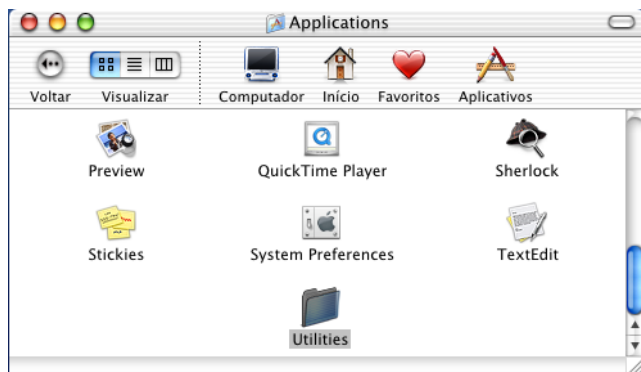 Applications
Voltar Visualizar Computador Início Favoritos Aplicativos
Preview QuickTime Player Sherlock
Stickies System Preferences TextEdit
Utilities